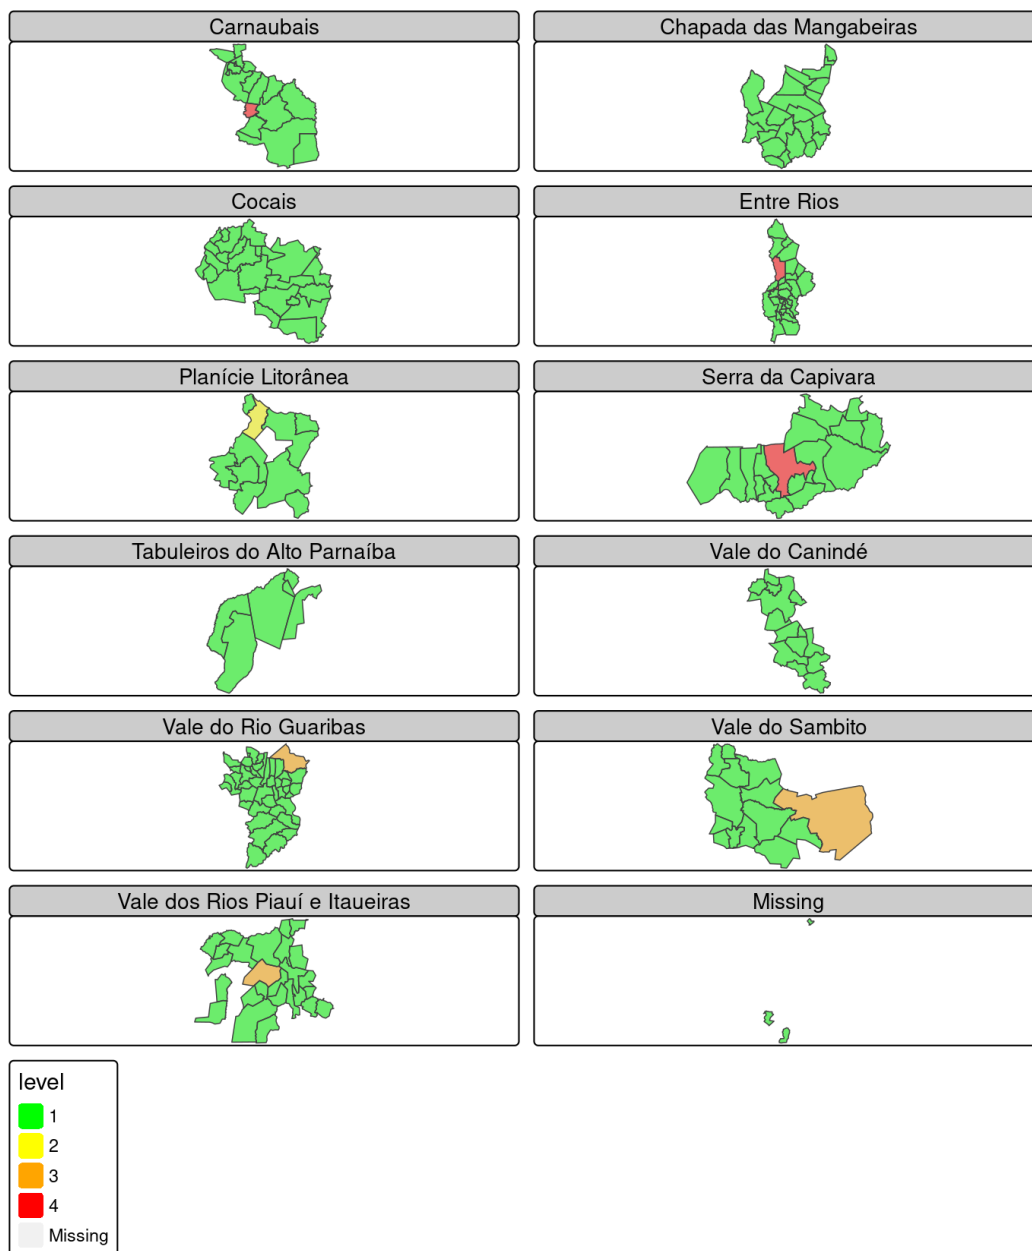 Carnaubais
Chapada das Mangabeiras
Cocais
Entre Rios
Planície Litorânea
Serra da Capivara
Tabuleiros do Alto Parnaíba
Vale do Canindé
Vale do Rio Guaribas
Vale do Sambito
Vale dos Rios Piauí e Itaueiras
Missing
level
1
2
3
4
Missing